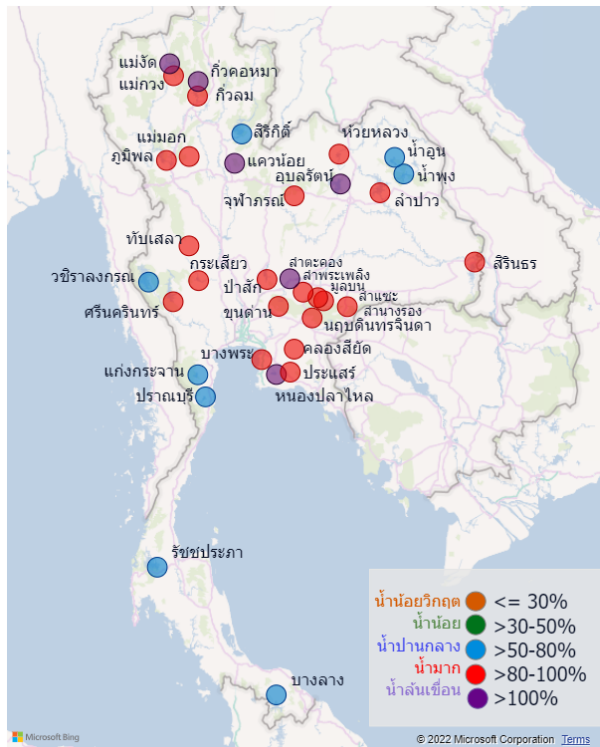 แม่งัด
แม่กวง
กิ่วคอหมา
กิ่วลม
สิริกิติ์
ห้วยหลวง
แม่มอก
ภูมิพล
แควน้อย
น้ำอูน
อุบลรัตน์
น้ำพุง
จุฬาภรณ์
ลำปาว
ทับเสลา
กระเสียว
ลำตะคอง
สิรินธร
วชิราลงกรณ
ป่าสัก
ลำพระเพลิง
มูลบน
ลำแชะ
ศรีนครินทร์
ขุนด่าน
ลำนางรอง
นฤบดินทรจินดา
บางพระ
คลองสียัด
แก่งกระจาน
ประแสร์
ปราณบุรี
หนองปลาไหล
รัชชประภา
บางลาง
น้ำน้อยวิกฤต <= 30%
น้ำน้อย >30-50%
น้ำปานกลาง >50-80%
น้ำมาก >80-100%
น้ำล้นเขื่อน >100%
Microsoft Bing
© 2022 Microsoft Corporation Terms